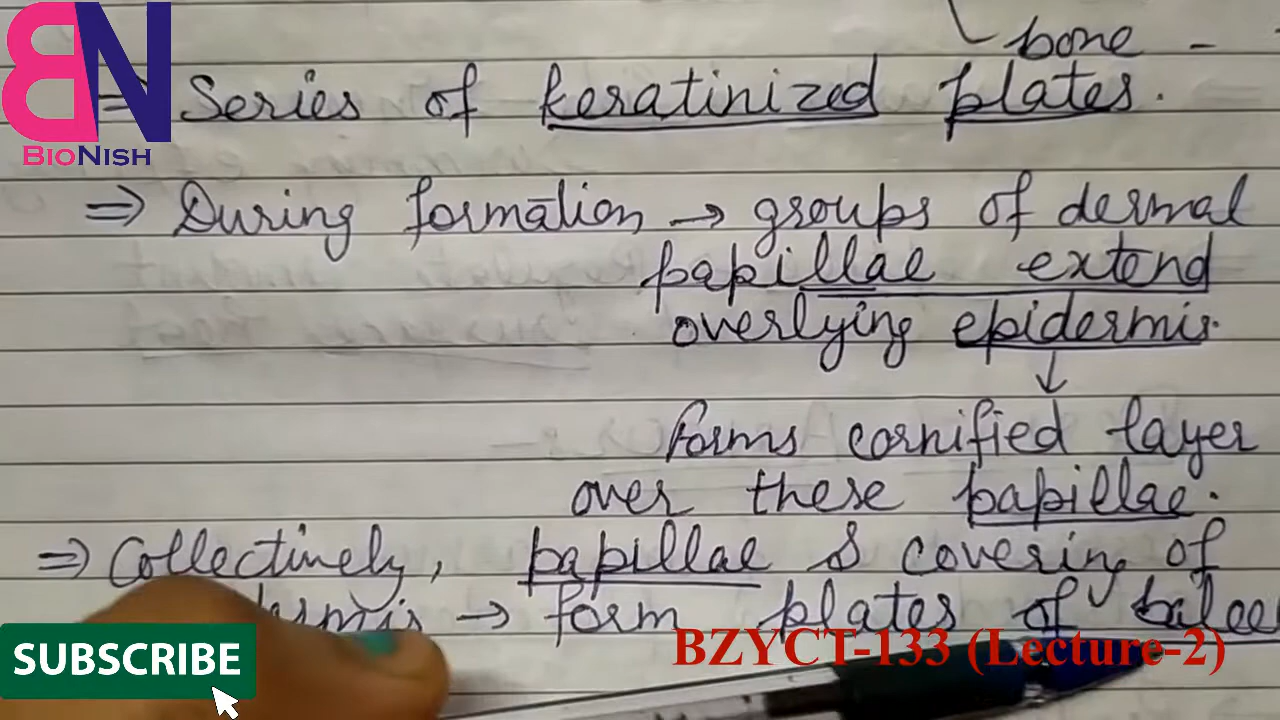 bone -
BN
BIONISH
⇒ Series of keratinized plates.
⇒ During formation → groups of dermal
papillae extend
overlying epidermis.
↓
forms cornified layer
over these papillae.
⇒ Collectively, papillae & covering of
→ form plates of
SUBSCRIBE
BZYCT-133 (Lecture-2)